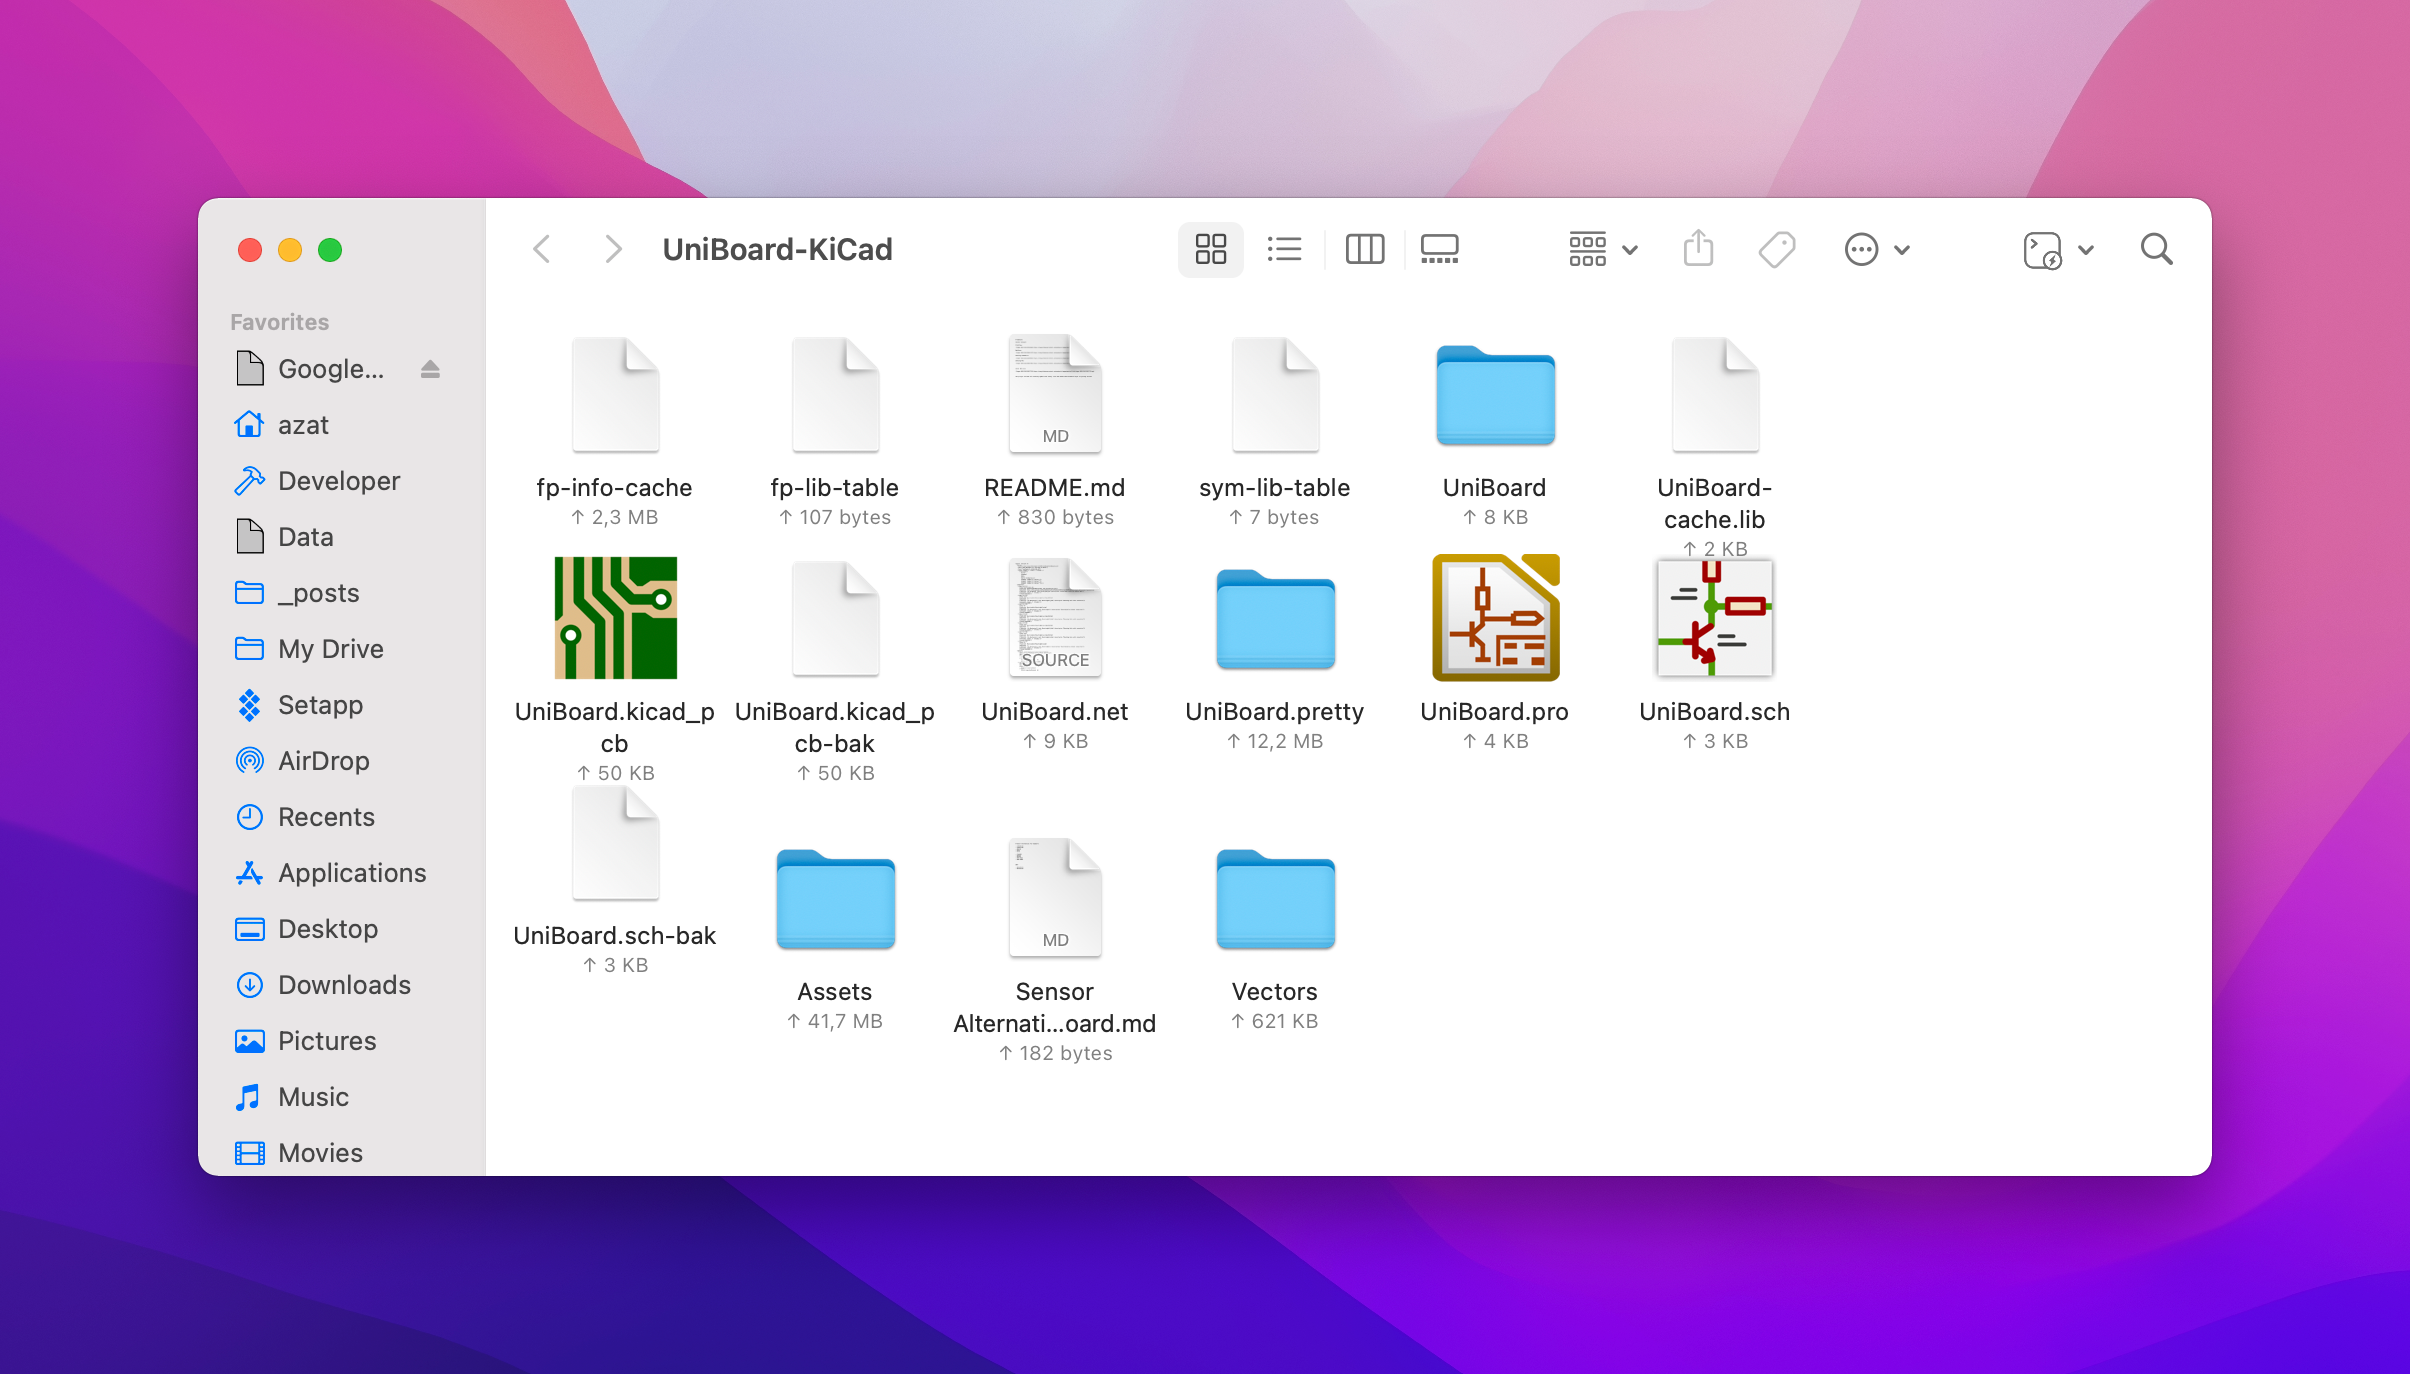 UniBoard-KiCad
Favorites
Google...
azat
Developer
Data
_posts
My Drive
Setapp
AirDrop
Recents
Applications
Desktop
Downloads
Pictures
Music
Movies
MD
fp-info-cache
↑ 2,3 MB
fp-lib-table
↑ 107 bytes
README.md
↑ 830 bytes
sym-lib-table
↑ 7 bytes
UniBoard
↑ 8 KB
UniBoard-
cache.lib
↑ 2 KB
SOURCE
UniBoard.kicad_p
cb
↑ 50 KB
UniBoard.kicad_p
cb-bak
↑ 50 KB
UniBoard.net
↑ 9 KB
UniBoard.pretty
↑ 12,2 MB
UniBoard.pro
↑ 4 KB
UniBoard.sch
↑ 3 KB
UniBoard.sch-bak
↑ 3 KB
Assets
↑ 41,7 MB
MD
Sensor
Alternati...oard.md
↑ 182 bytes
Vectors
↑ 621 KB